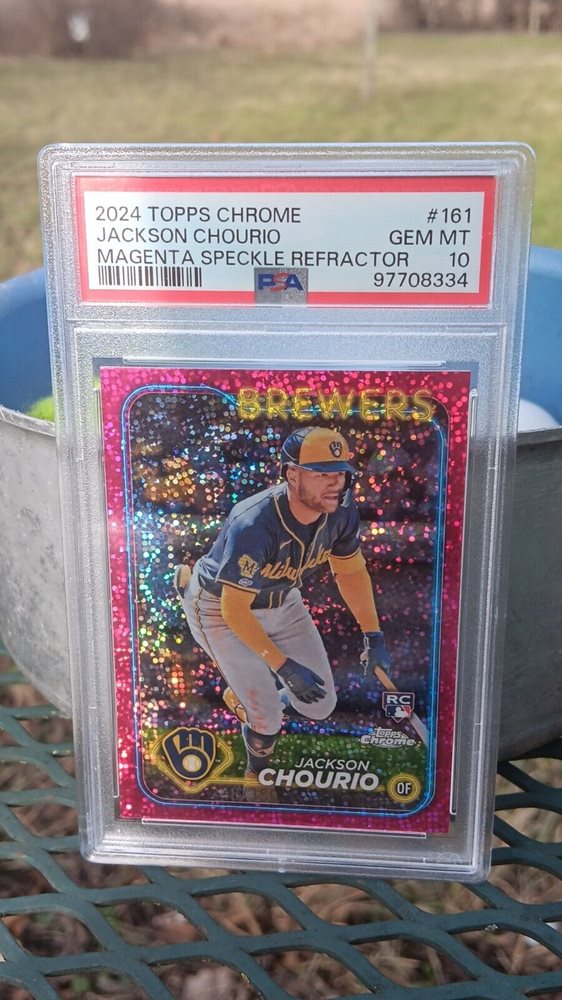 2024 TOPPS CHROME #161
JACKSON CHOURIO GEM MT
MAGENTA SPECKLE REFRACTOR 10
PSA 97708334
BREWERS
M
Milwaukee
RC
Topps
Chrome
JACKSON
CHOURIO
OF